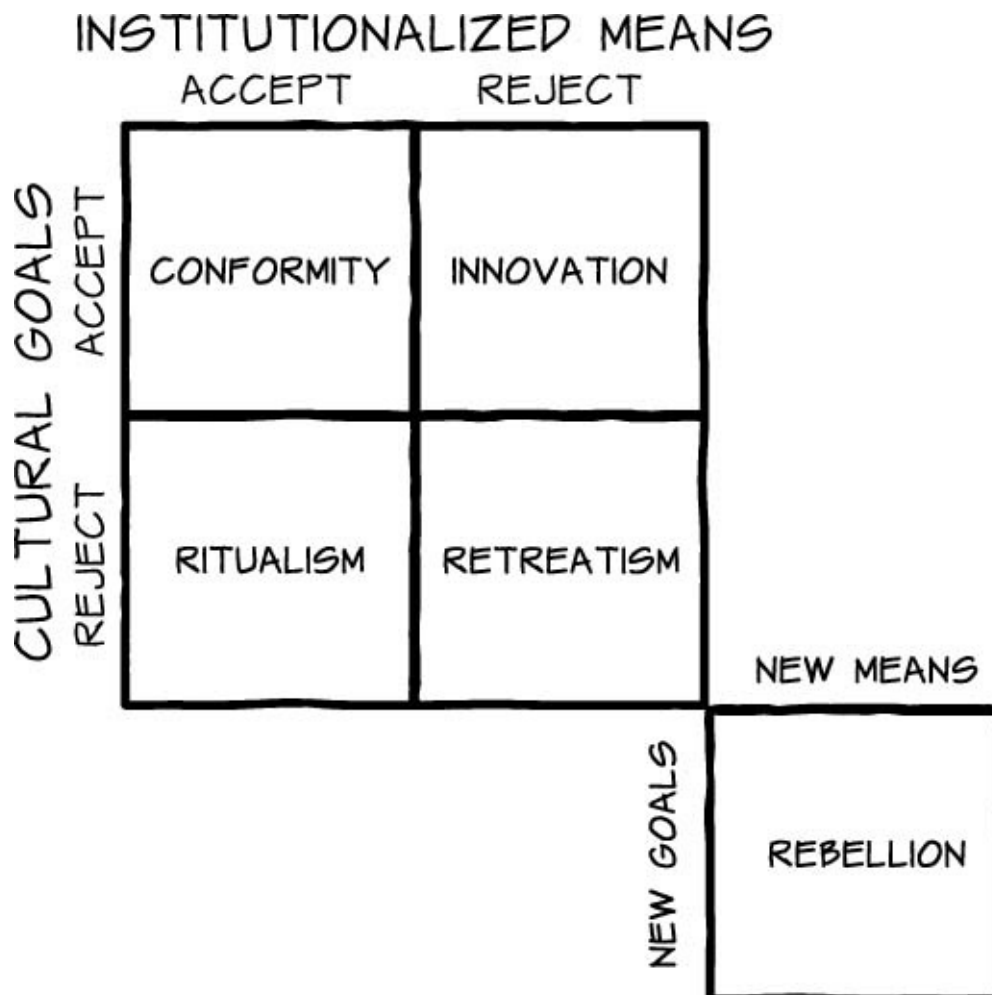 INSTITUTIONALIZED MEANS
ACCEPT REJECT
CULTURAL GOALS
ACCEPT
CONFORMITY INNOVATION
REJECT
RITUALISM RETREATISM
NEW MEANS
NEW GOALS
REBELLION